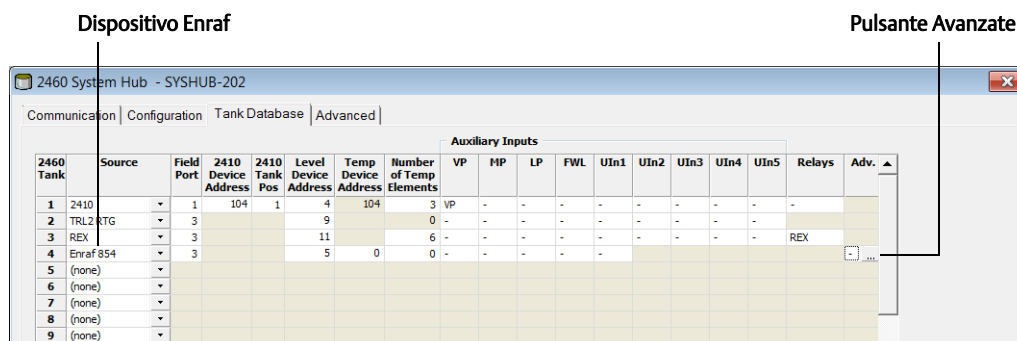 Dispositivo Enraf Pulsante Avanzate
2460 System Hub - SYSHUB-202
Communication Configuration Tank Database Advanced
Auxiliary Inputs
2460 Tank Source Field Port 2410 Device Address 2410 Tank Pos Level Device Address Temp Device Address Number of Temp Elements VP MP LP FWL UIn1 UIn2 UIn3 UIn4 UIn5 Relays Adv.
1 2410 1 104 1 4 104 3 VP - - - - - - - - -
2 TRL2 RTG 3 9 0 - - - - - - - - -
3 REX 3 11 6 - - - - - - - - - REX
4 Enraf 854 3 5 0 0 - - - - - - ...
5 (none)
6 (none)
7 (none)
8 (none)
9 (none)